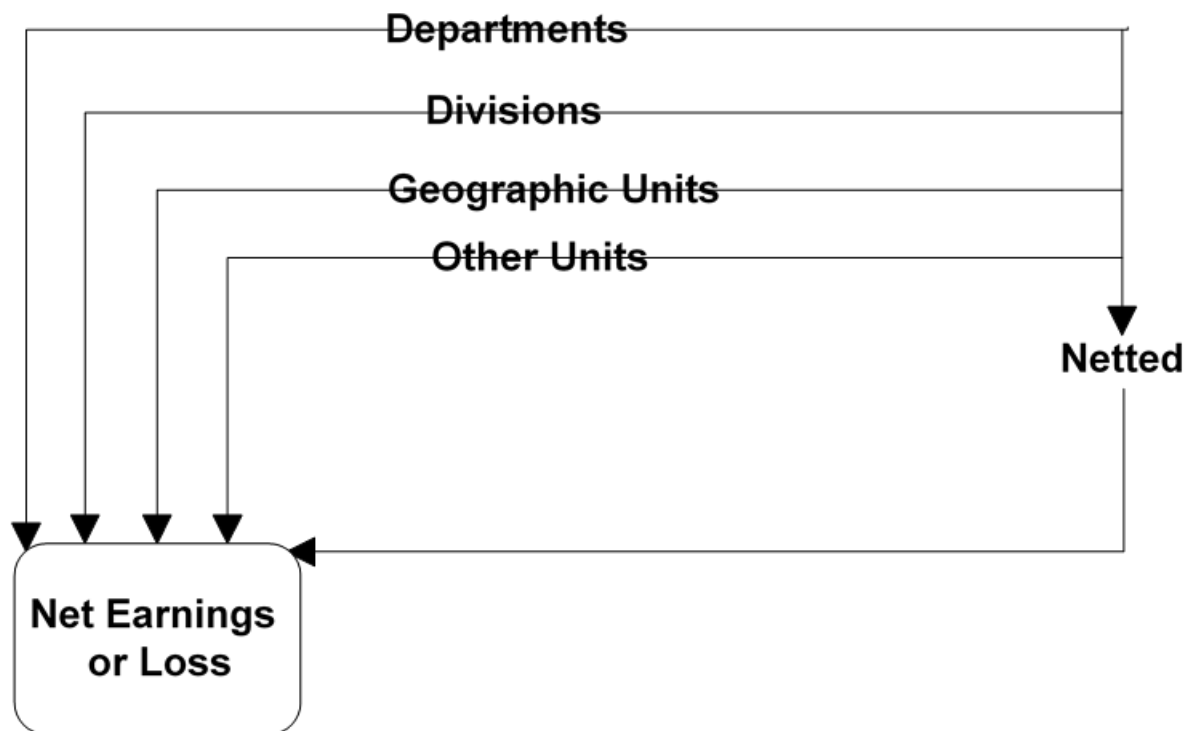 Departments
Divisions
Geographic Units
Other Units
Netted
Net Earnings
or Loss